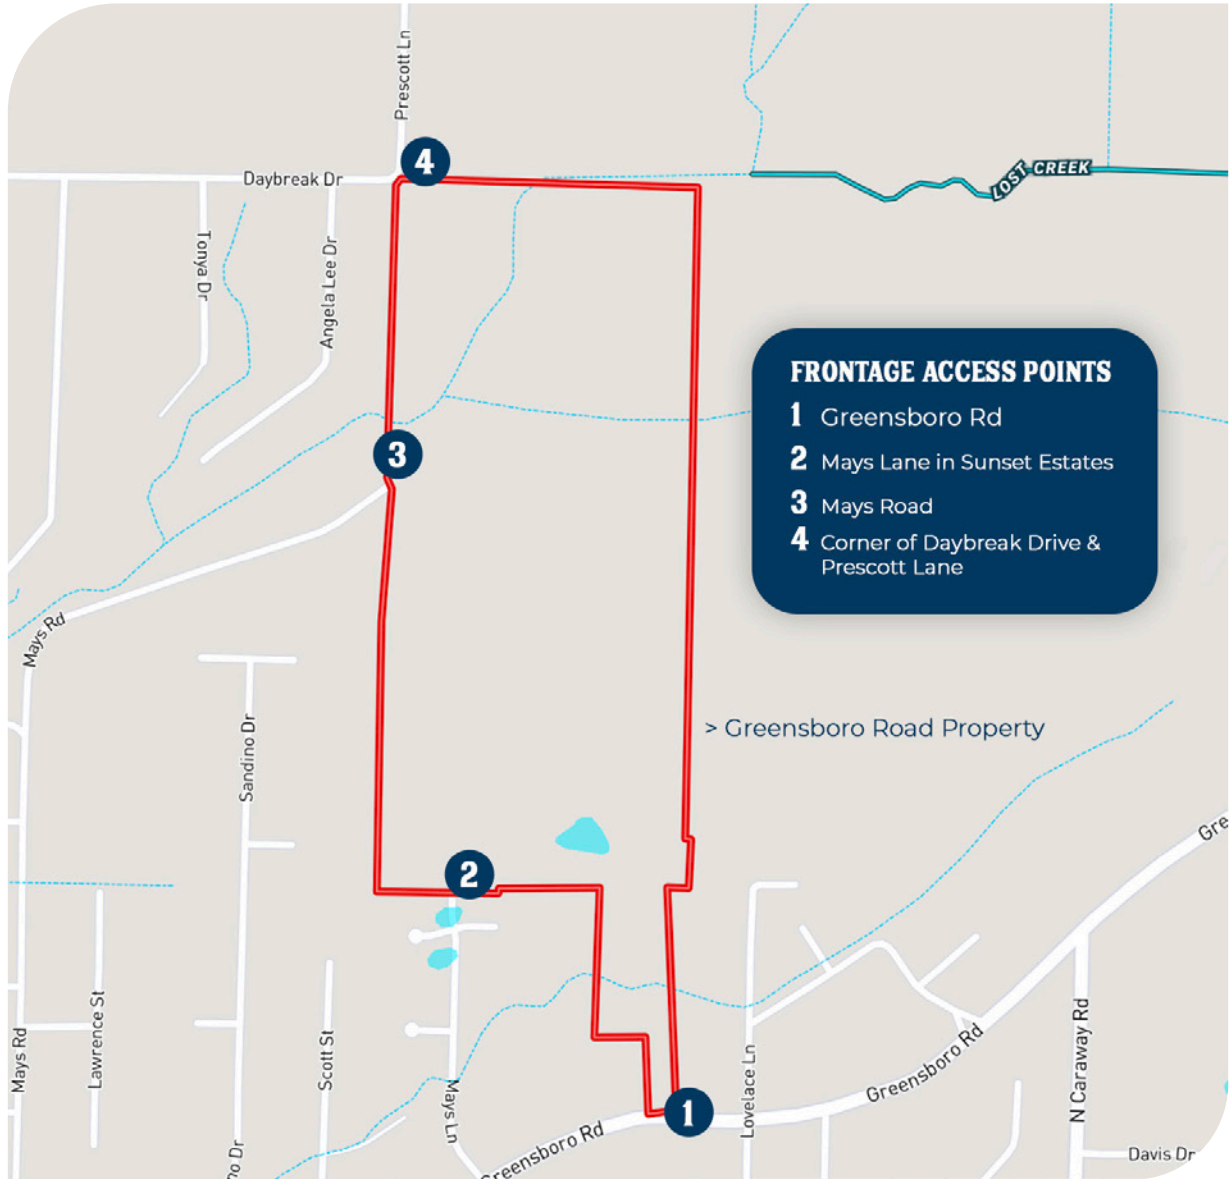 Prescott Ln
4
Daybreak Dr
LOST CREEK
Tonya Dr
Angela Lee Dr
FRONTAGE ACCESS POINTS
1 Greensboro Rd
2 Mays Lane in Sunset Estates
3 Mays Road
4 Corner of Daybreak Drive &
Prescott Lane
3
Mays Rd
Sandino Dr
> Greensboro Road Property
Gre
2
Mays Rd
Lawrence St
Scott St
Mays Ln
no Dr
Greensboro Rd
1
Lovelace Ln
Greensboro Rd
N Caraway Rd
Davis Dr